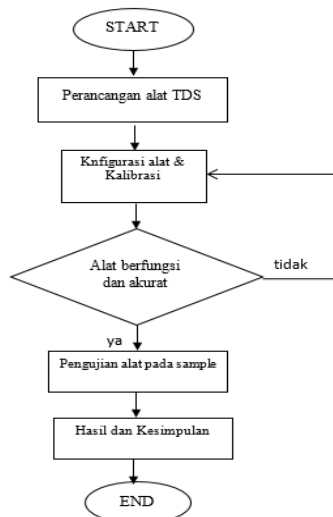 START
Perancangan alat TDS
Knfigurasi alat &
Kalibrasi
Alat berfungsi
dan akurat
tidak
ya
Pengujian alat pada sample
Hasil dan Kesimpulan
END